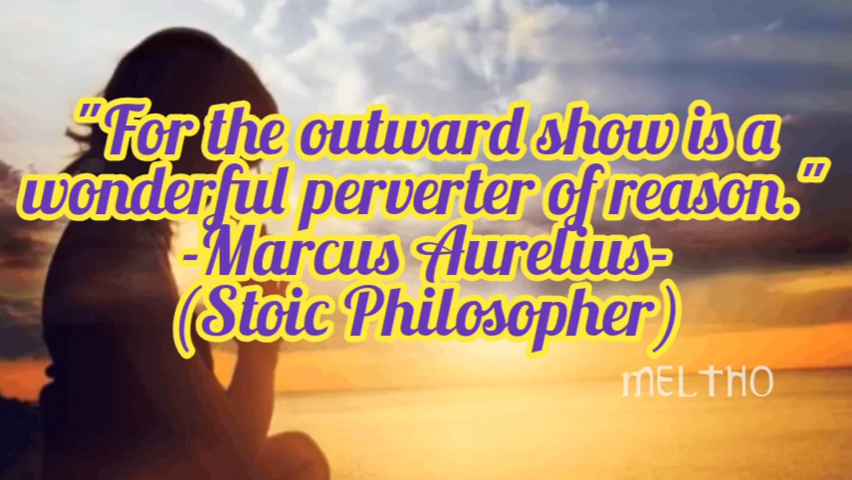 "For the outward show is a
wonderful perverter of reason."
-Marcus Aurelius-
(Stoic Philosopher)
MELTHO